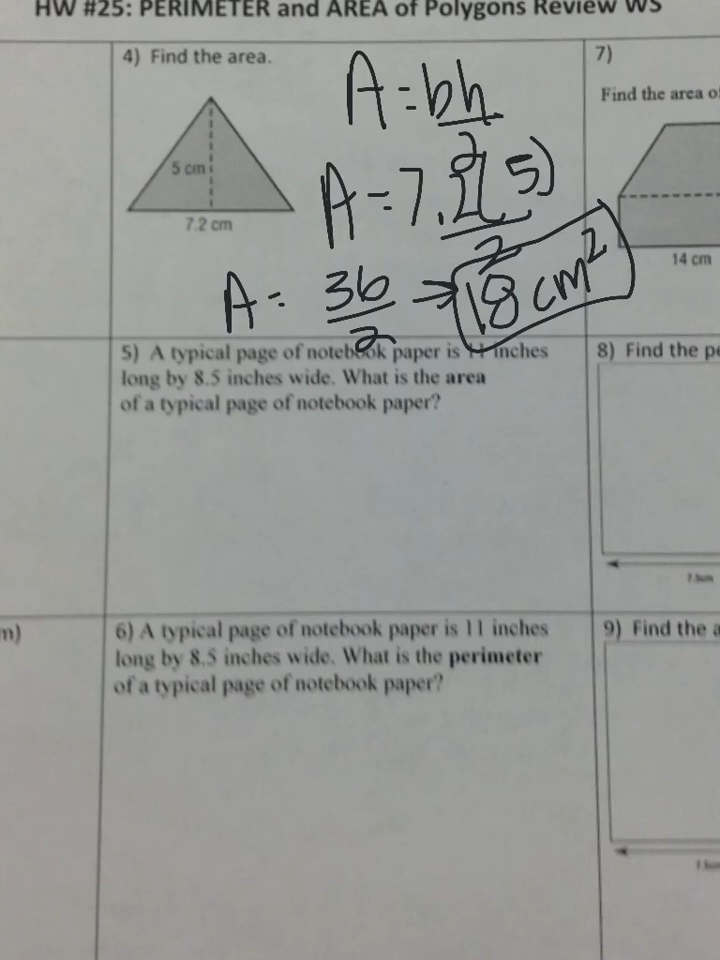 HW #25: PERIMETER and AREA of Polygons Review WS
4) Find the area.
5 cm
7.2 cm
A = bh
2
A = 7.2(5)
2
A = 36
2
→ 18 cm²
5) A typical page of notebook paper is 11 inches
long by 8.5 inches wide. What is the area
of a typical page of notebook paper?
m)
6) A typical page of notebook paper is 11 inches
long by 8.5 inches wide. What is the perimeter
of a typical page of notebook paper?
7)
Find the area o
14 cm
8) Find the pe
9) Find the a